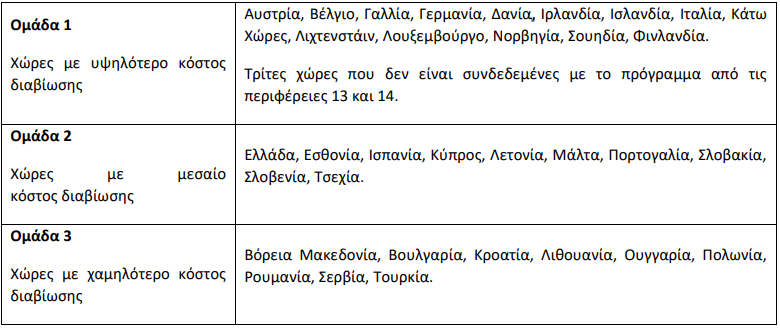 Ομάδα 1
Χώρες με υψηλότερο κόστος
διαβίωσης
Αυστρία, Βέλγιο, Γαλλία, Γερμανία, Δανία, Ιρλανδία, Ισλανδία, Ιταλία, Κάτω
Χώρες, Λιχτενστάιν, Λουξεμβούργο, Νορβηγία, Σουηδία, Φινλανδία.
Τρίτες χώρες που δεν είναι συνδεδεμένες με το πρόγραμμα από τις
περιφέρειες 13 και 14.
Ομάδα 2
Χώρες με μεσαίο
κόστος διαβίωσης
Ελλάδα, Εσθονία, Ισπανία, Κύπρος, Λετονία, Μάλτα, Πορτογαλία, Σλοβακία,
Σλοβενία, Τσεχία.
Ομάδα 3
Χώρες με χαμηλότερο κόστος
διαβίωσης
Βόρεια Μακεδονία, Βουλγαρία, Κροατία, Λιθουανία, Ουγγαρία, Πολωνία,
Ρουμανία, Σερβία, Τουρκία.